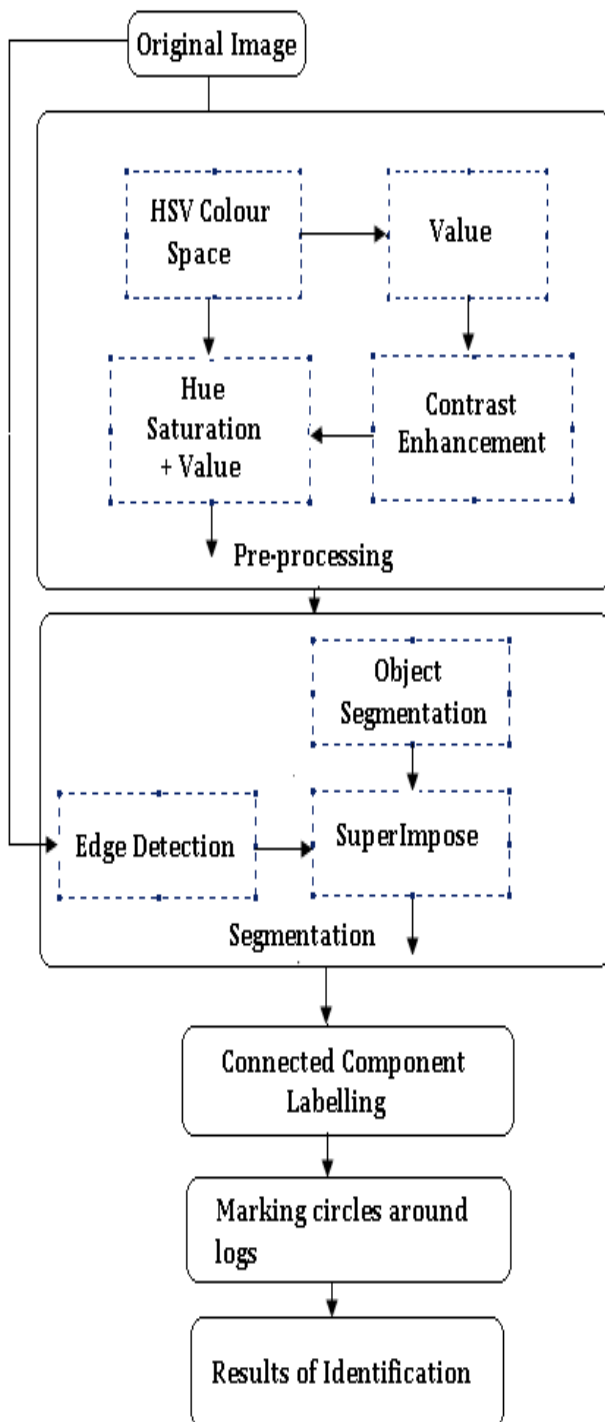 Original Image
HSV Colour
Space
Value
Hue
Saturation
+ Value
Contrast
Enhancement
Pre-processing
Object
Segmentation
Edge Detection
SuperImpose
Segmentation
Connected Component
Labelling
Marking circles around
logs
Results of Identification